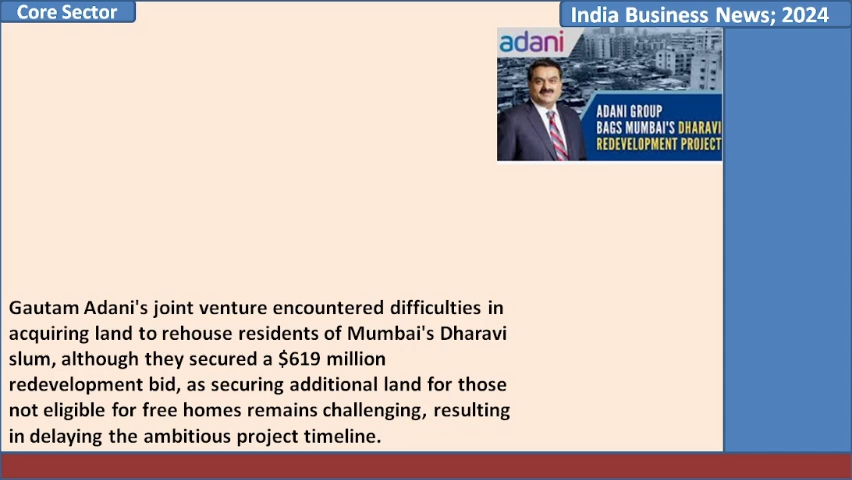 Core Sector
India Business News; 2024
adani
ADANI GROUP
BAGS MUMBAI'S DHARAVI
REDEVELOPMENT PROJECT
Gautam Adani's joint venture encountered difficulties in
acquiring land to rehouse residents of Mumbai's Dharavi
slum, although they secured a $619 million
redevelopment bid, as securing additional land for those
not eligible for free homes remains challenging, resulting
in delaying the ambitious project timeline.